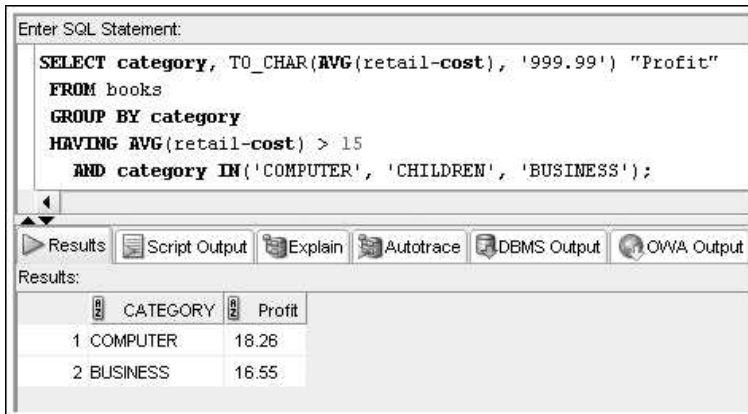 Enter SQL Statement:
SELECT category, TO_CHAR(AVG(retail-cost), '999.99') "Profit"
FROM books
GROUP BY category
HAVING AVG(retail-cost) > 15
AND category IN('COMPUTER', 'CHILDREN', 'BUSINESS');
Results Script Output Explain Autotrace DBMS Output OWA Output
Results:
CATEGORY Profit
1 COMPUTER 18.26
2 BUSINESS 16.55